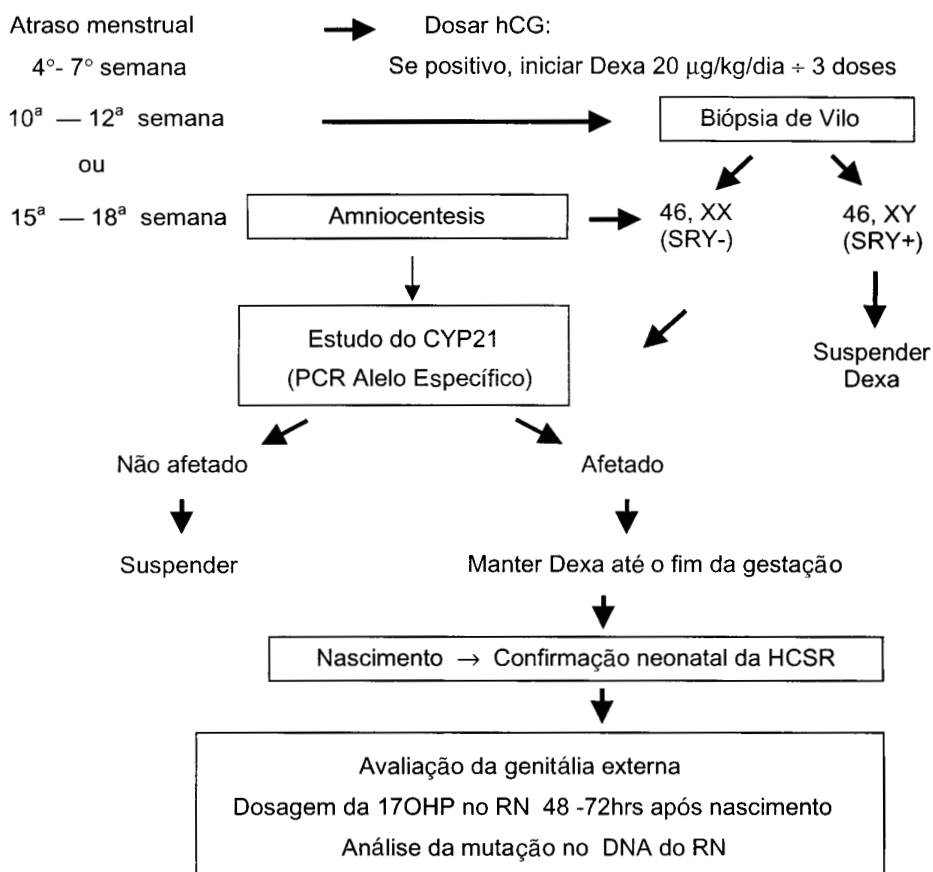 Atraso menstrual → Dosar hCG:
4°- 7° semana Se positivo, iniciar Dexa 20 µg/kg/dia ÷ 3 doses
10ª — 12ª semana Biópsia de Vilo
ou
15ª — 18ª semana Amniocentesis 46, XX 46, XY
(SRY-) (SRY+)
Estudo do CYP21
(PCR Alelo Específico)
Suspender
Dexa
Não afetado Afetado
Suspender Manter Dexa até o fim da gestação
Nascimento → Confirmação neonatal da HCSR
Avaliação da genitália externa
Dosagem da 17OHP no RN 48 -72hrs após nascimento
Análise da mutação no DNA do RN